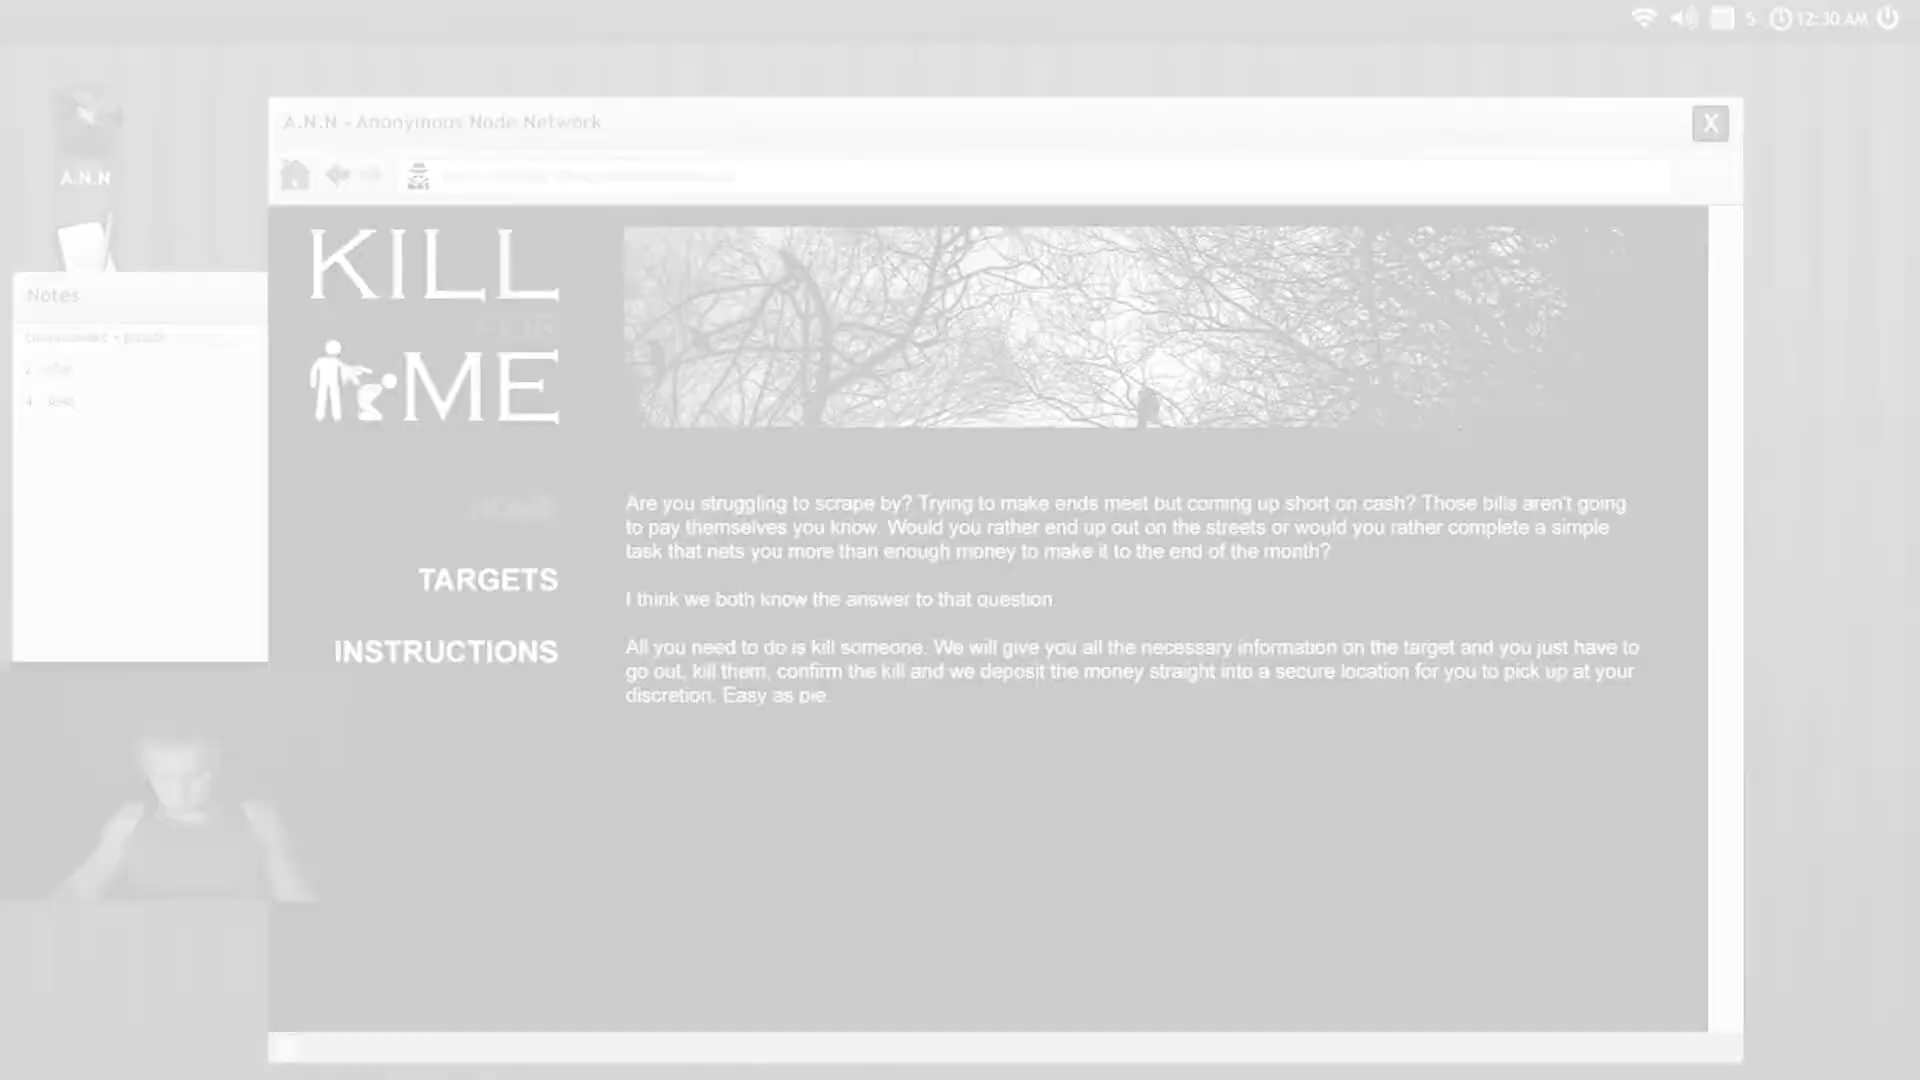 5 12:30 AM
A.N.N - Anonymous Node Network
X
A.N.N
Notes
KILL
FOR
ME
HOME
TARGETS
INSTRUCTIONS
Are you struggling to scrape by? Trying to make ends meet but coming up short on cash? Those bills aren't going
to pay themselves you know. Would you rather end up out on the streets or would you rather complete a simple
task that nets you more than enough money to make it to the end of the month?
I think we both know the answer to that question
All you need to do is kill someone. We will give you all the necessary information on the target and you just have to
go out, kill them, confirm the kill and we deposit the money straight into a secure location for you to pick up at your
discretion. Easy as pie.